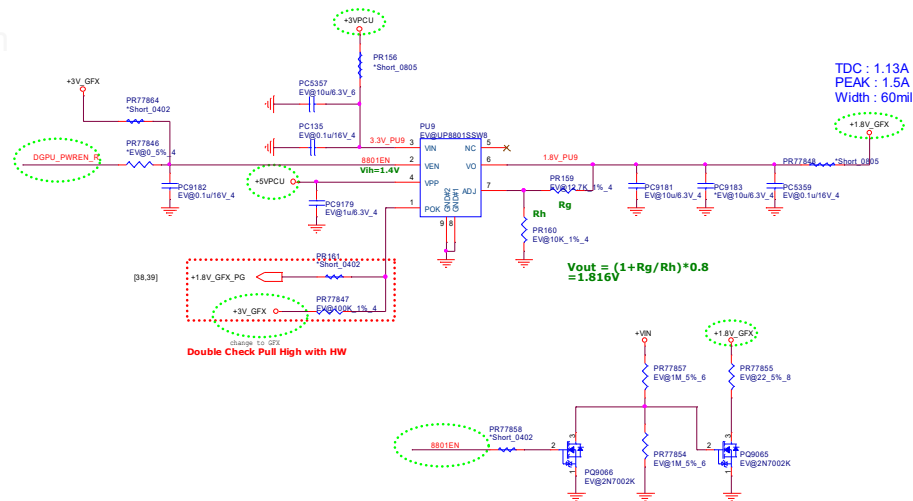 +3VPCU
PR156
*Short_0805
+3V_GFX
PC5357
EV@10u/6.3V_6
TDC : 1.13A
PEAK : 1.5A
Width : 60mil
PR77864
*Short_0402
PC135
EV@0.1u/16V_4
PU9
EV@UP8801SSW8
+1.8V_GFX
DGPU_PWREN_R
PR77846
*EV@0_5%_4
3.3V_PU9
3
VIN
NC
5
8801EN
2
VEN
VO
6
1.8V_PU9
PR77848
*Short_0805
Vih=1.4V
+5VPCU
4
VPP
ADJ
7
PR159
EV@12.7K_1%_4
PC9182
EV@0.1u/16V_4
PC9179
EV@1u/6.3V_4
1
POK
GND#2
GND#1
9
8
Rh
Rg
PC9181
EV@10u/6.3V_4
*PC9183
*EV@10u/6.3V_4
PC5359
EV@0.1u/16V_4
PR160
EV@10K_1%_4
PR161
*Short_0402
[38,39]
+1.8V_GFX_PG
Vout = (1+Rg/Rh)*0.8
=1.816V
PR77847
EV@100K_1%_4
+3V_GFX
change to GFX
Double Check Pull High with HW
+VIN
+1.8V_GFX
PR77857
EV@1M_5%_6
PR77855
EV@22_5%_8
PR77858
*Short_0402
8801EN
2
3
1
PQ9066
EV@2N7002K
PR77854
EV@1M_5%_6
2
3
1
PQ9065
EV@2N7002K